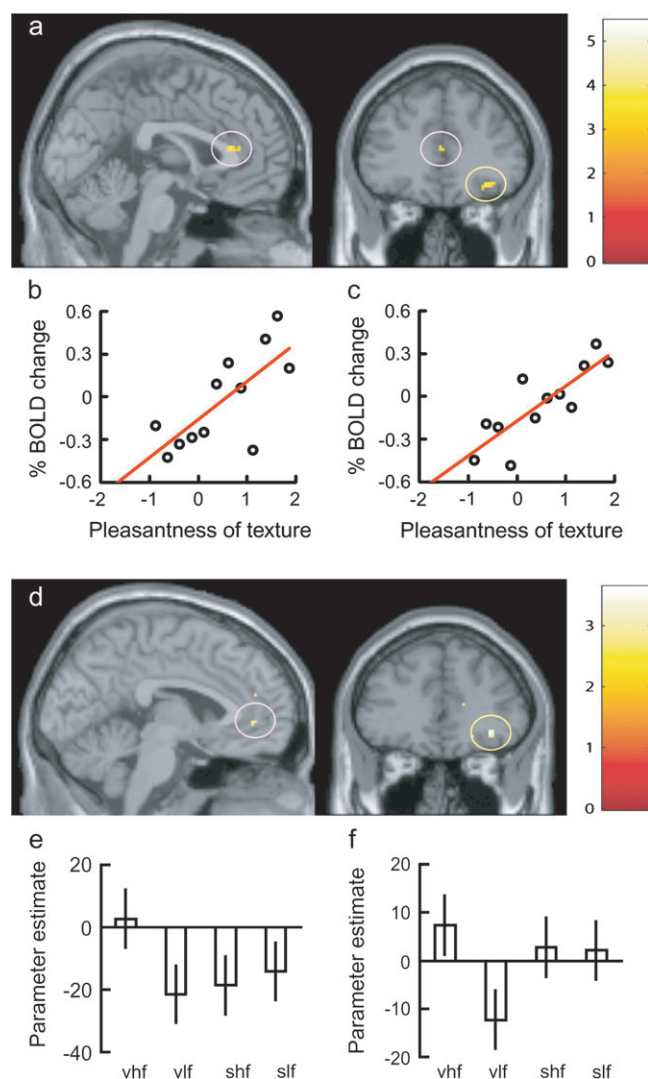 a
5
4
3
2
1
0
b
0.6
0.3
0
-0.3
-0.6
-2 -1 0 1 2
% BOLD change
Pleasantness of texture
c
0.6
0.3
0
-0.3
-0.6
-2 -1 0 1 2
% BOLD change
Pleasantness of texture
d
3
2
1
0
e
20
0
-20
-40
Parameter estimate
vhf vlf shf slf
f
20
10
0
-10
-20
Parameter estimate
vhf vlf shf slf